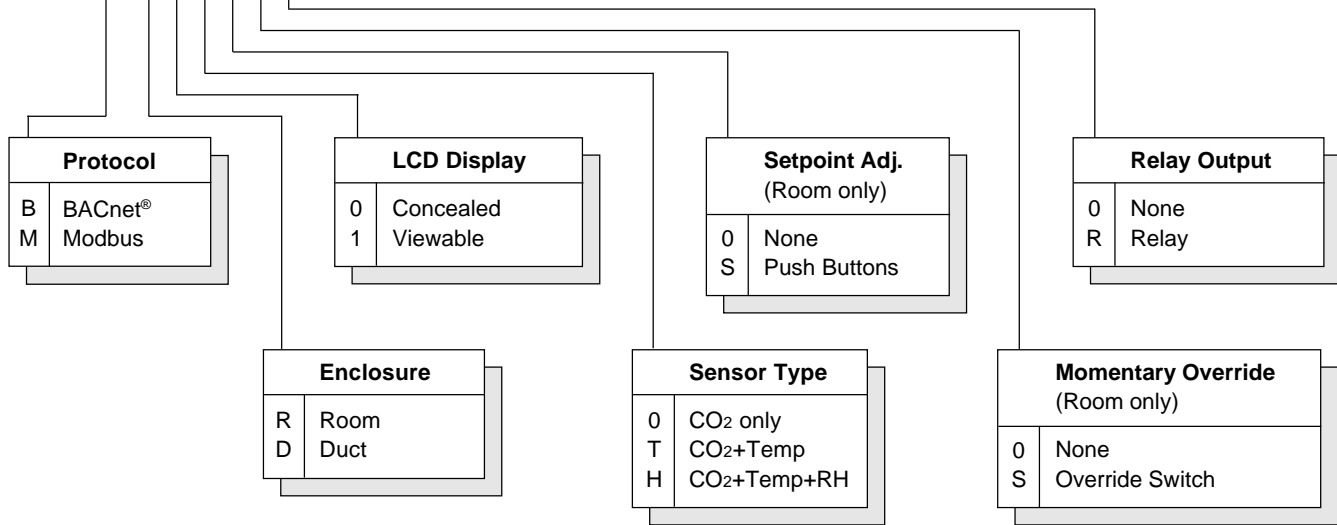 Protocol
B BACnet®
M Modbus
LCD Display
0 Concealed
1 Viewable
Setpoint Adj.
(Room only)
0 None
S Push Buttons
Relay Output
0 None
R Relay
Enclosure
R Room
D Duct
Sensor Type
0 CO2 only
T CO2+Temp
H CO2+Temp+RH
Momentary Override
(Room only)
0 None
S Override Switch